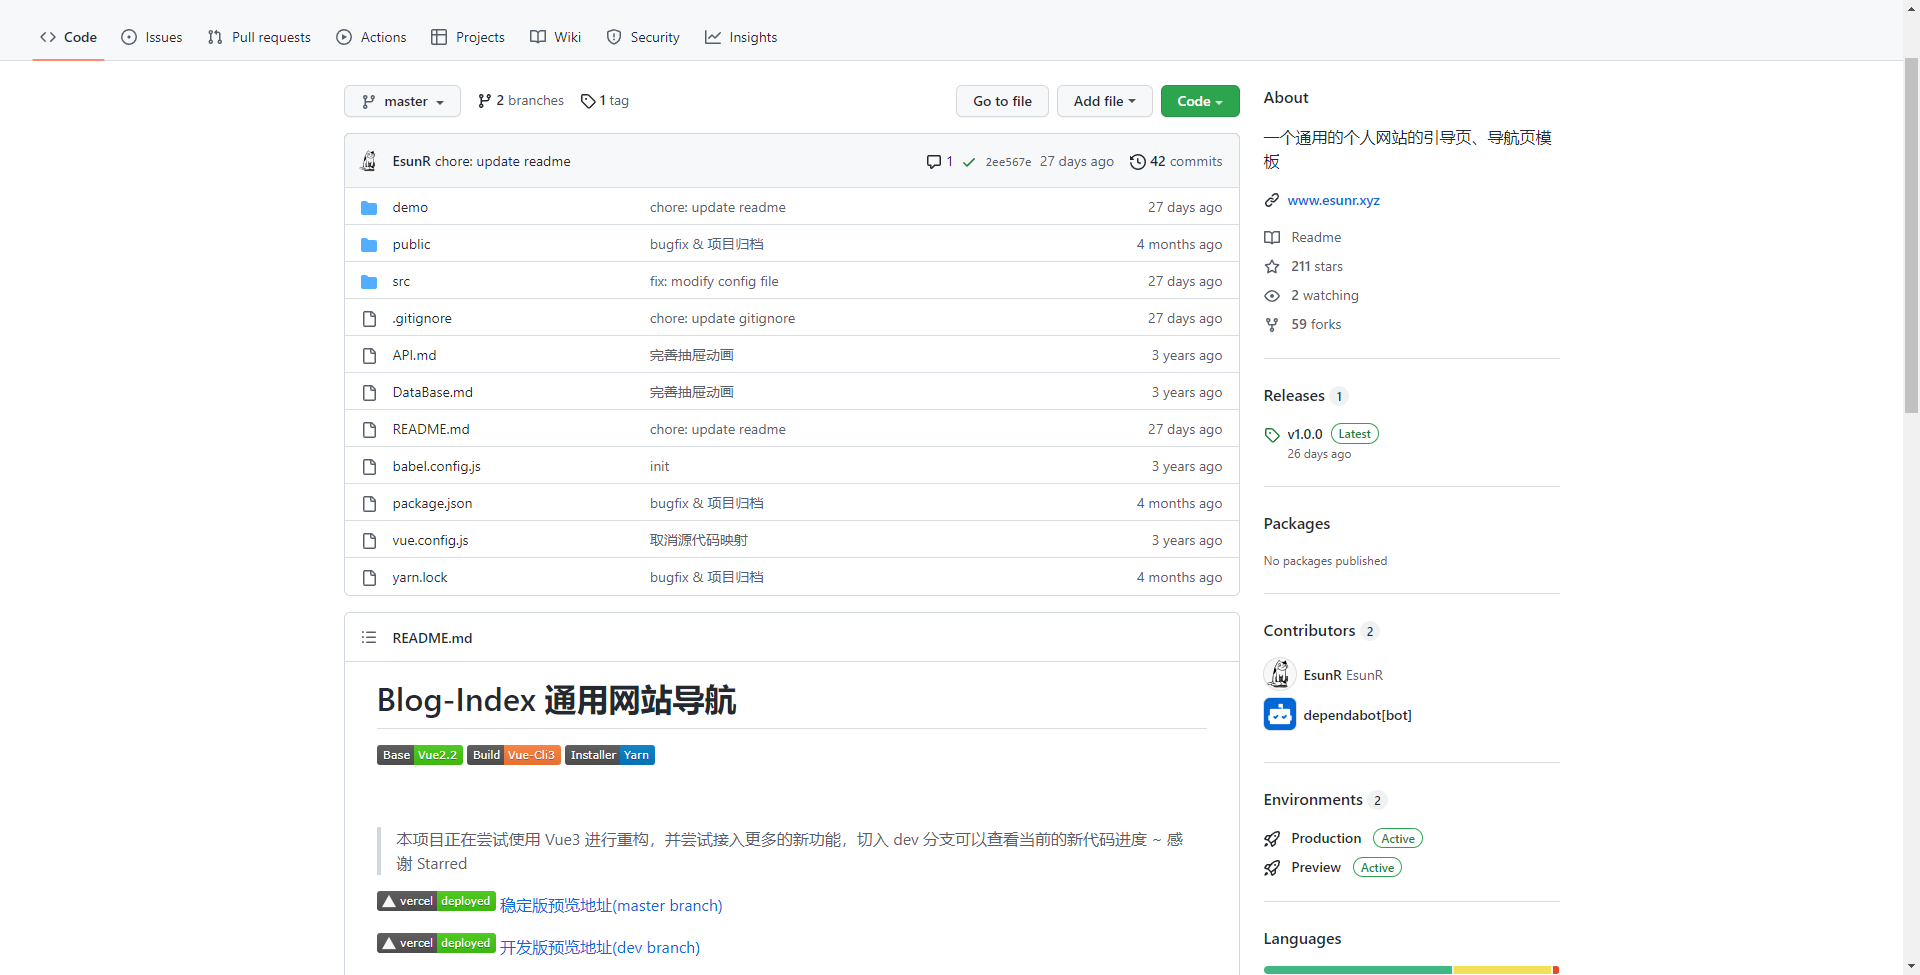 Code Issues Pull requests Actions Projects Wiki Security Insights
master 2 branches 1 tag Go to file Add file Code
EsunR chore: update readme 1 2ee567e 27 days ago 42 commits
demo chore: update readme 27 days ago
public bugfix & 项目归档 4 months ago
src fix: modify config file 27 days ago
.gitignore chore: update gitignore 27 days ago
API.md 完善抽屉动画 3 years ago
DataBase.md 完善抽屉动画 3 years ago
README.md chore: update readme 27 days ago
babel.config.js init 3 years ago
package.json bugfix & 项目归档 4 months ago
vue.config.js 取消源代码映射 3 years ago
yarn.lock bugfix & 项目归档 4 months ago
README.md
Blog-Index 通用网站导航
Base Vue2.2 Build Vue-Cli3 Installer Yarn
本项目正在尝试使用 Vue3 进行重构，并尝试接入更多的新功能，切入 dev 分支可以查看当前的新代码进度 ~ 感
谢 Starred
vercel deployed 稳定版预览地址(master branch)
vercel deployed 开发版预览地址(dev branch)
About
一个通用的个人网站的引导页、导航页模
板
www.esunr.xyz
Readme
211 stars
2 watching
59 forks
Releases 1
v1.0.0 Latest
26 days ago
Packages
No packages published
Contributors 2
EsunR EsunR
dependabot[bot]
Environments 2
Production Active
Preview Active
Languages